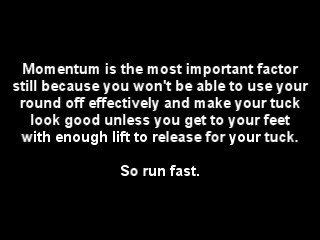 Momentum is the most important factor
still because you won't be able to use your
round off effectively and make your tuck
look good unless you get to your feet
with enough lift to release for your tuck.
So run fast.